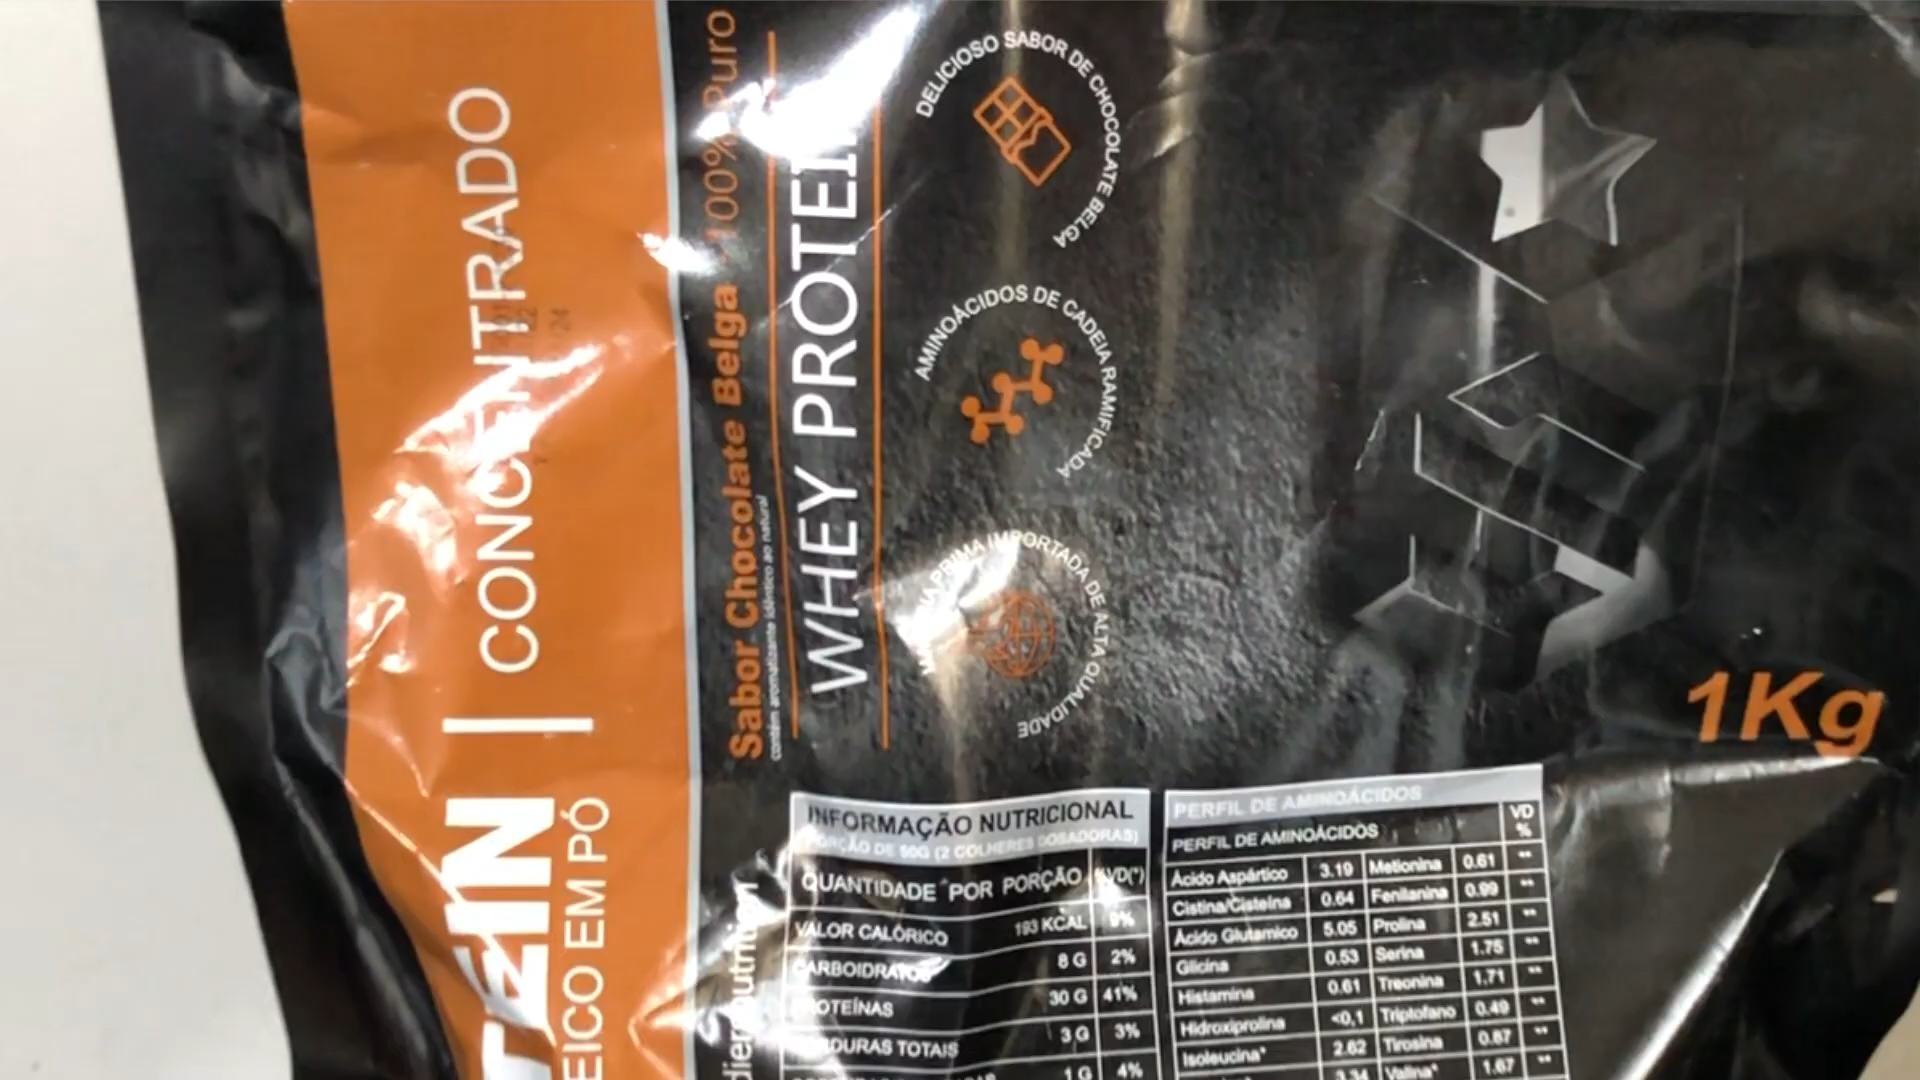 TEIN | CONCENTRADO
EICO EM PÓ
Sabor Chocolate Belga 100% Puro
contém aromatizante idêntico ao natural
WHEY PROTEI
DELICIOSO SABOR DE CHOCOLATE BELGA
AMINOÁCIDOS DE CADEIA RAMIFICADA
PRIMA IMPORTADA DE ALTA QUALIDADE
1Kg
INFORMAÇÃO NUTRICIONAL
PORÇÃO DE 50G (2 COLHERES DOSADORAS)
QUANTIDADE POR PORÇÃO %VD(*)
VALOR CALÓRICO 193 KCAL 9%
CARBOIDRATOS 8 G 2%
PROTEÍNAS 30 G 41%
TOTAIS 3 G 3%
1 G 4%
PERFIL DE AMINOÁCIDOS
PERFIL DE AMINOÁCIDOS VD %
Ácido Aspártico 3.19 Metionina 0.61 **
Cistina/Cisteína 0.64 Fenilanina 0.99 **
Ácido Glutamico 5.05 Prolina 2.51 **
Glicina 0.53 Serina 1.75 **
Histamina 0.61 Treonina 1.71 **
Hidroxiprolina <0,1 Triptofano 0.49 **
Isoleucina* 2.62 Tirosina 0.87 **
3.34 Valina* 1.67 **